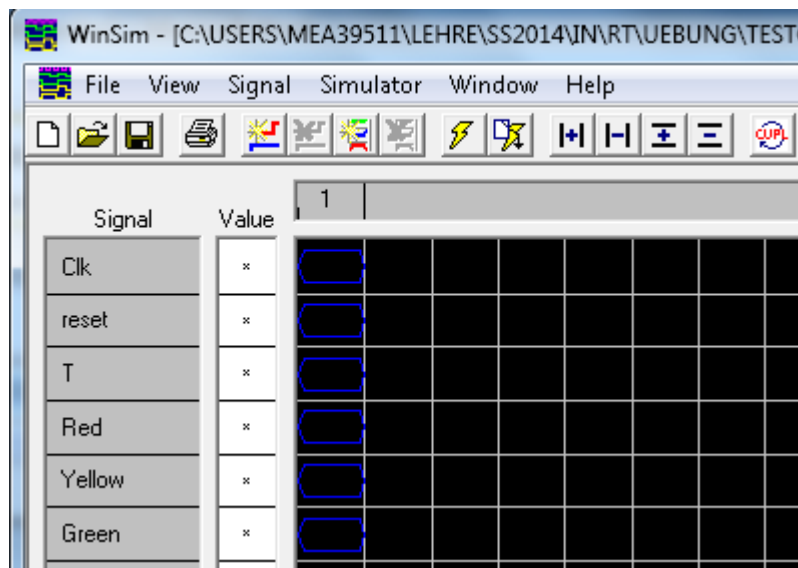 WinSim - [C:\USERS\MEA39511\LEHRE\SS2014\IN\RT\UEBUNG\TEST
File View Signal Simulator Window Help
CUPL
1
Signal Value
Clk *
reset *
T *
Red *
Yellow *
Green *